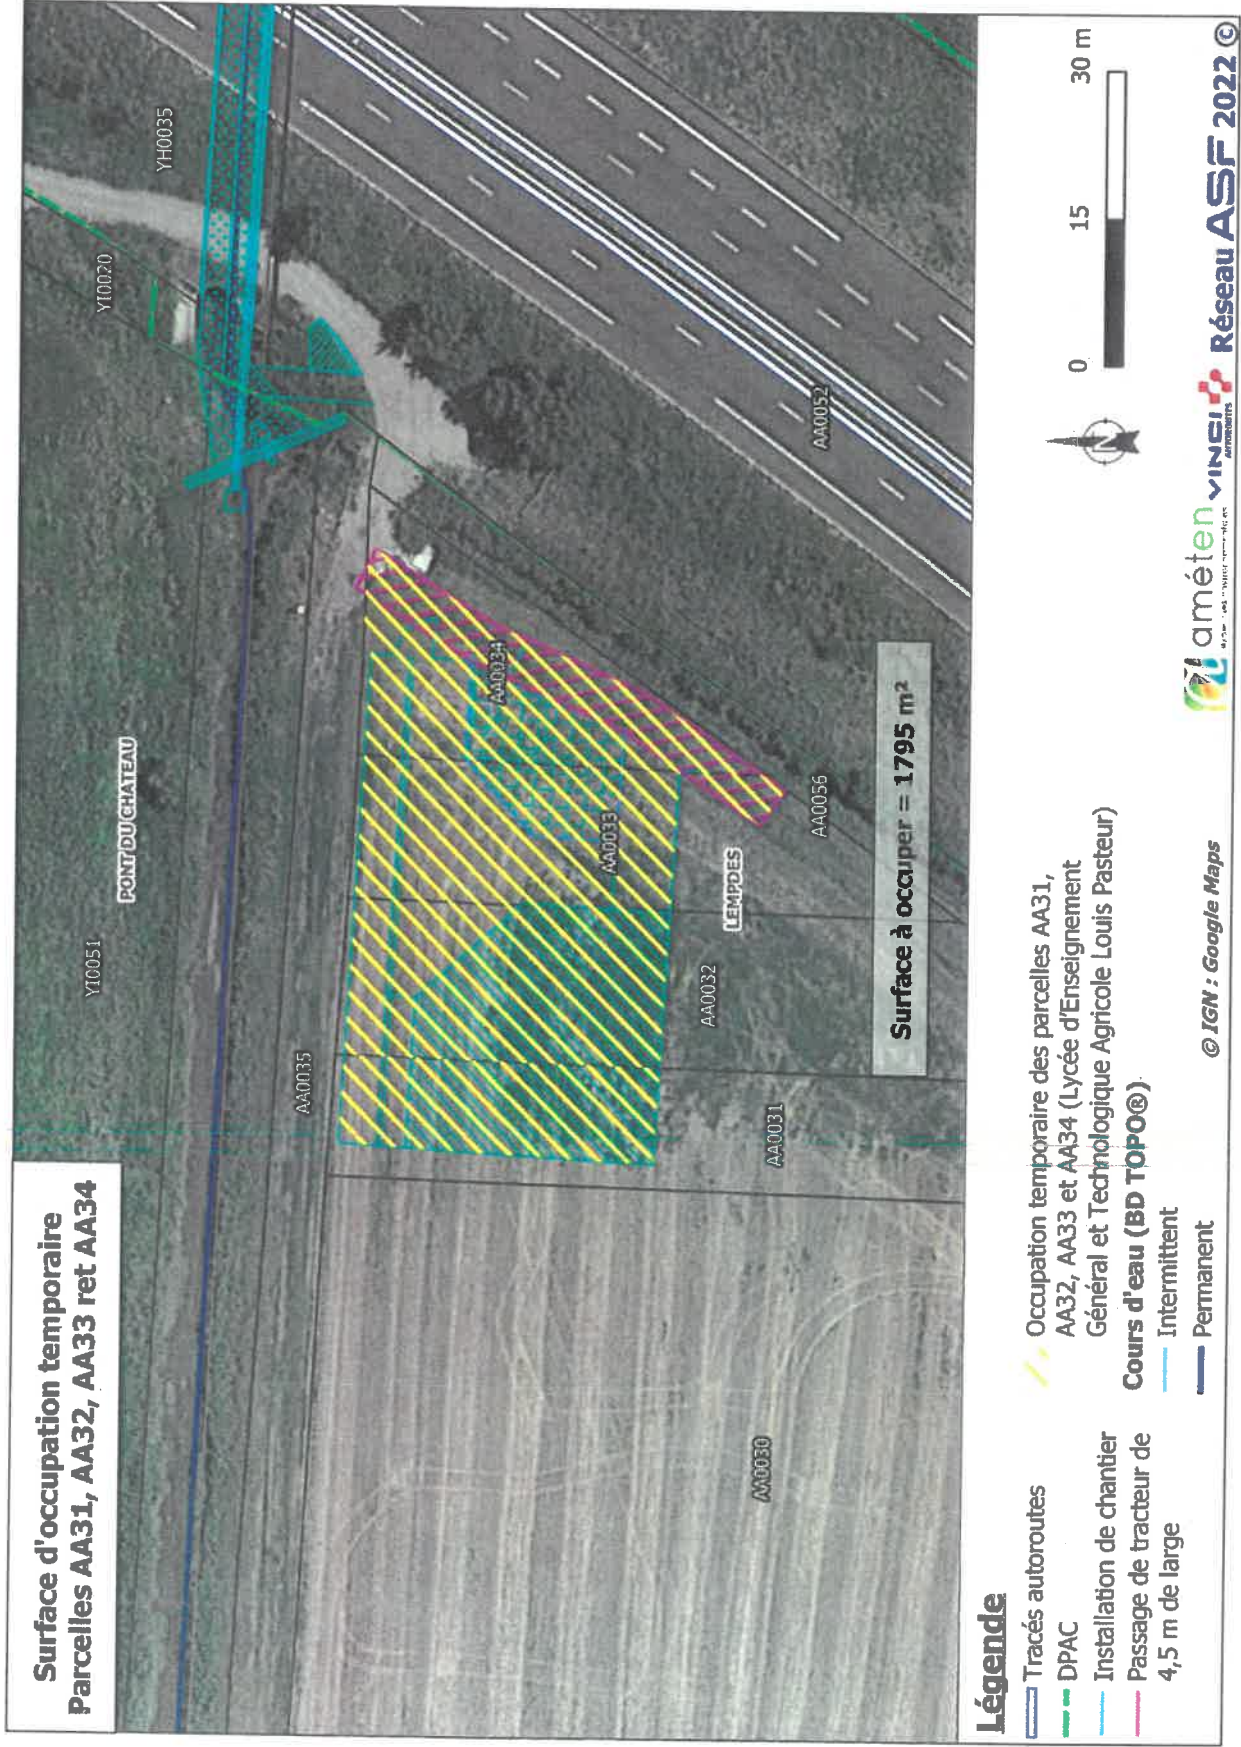 Surface d'occupation temporaire
Parcelles AA31, AA32, AA33 ret AA34
YI0051
PONT DU CHATEAU
YI0020
YH0035
AA0035
AA0034
AA0033
AA0032
AA0031
AA0030
LEMPDES
AA0056
AA0052
Surface à occuper = 1795 m²
Légende
Tracés autoroutes
DPAC
Installation de chantier
Passage de tracteur de
4,5 m de large
Occupation temporaire des parcelles AA31,
AA32, AA33 et AA34 (Lycée d'Enseignement
Général et Technologique Agricole Louis Pasteur)
Cours d'eau (BD TOPO®)
Intermittent
Permanent
© IGN : Google Maps
N
0 15 30 m
améten
VINCI
AUTOROUTES
Réseau ASF 2022 ©